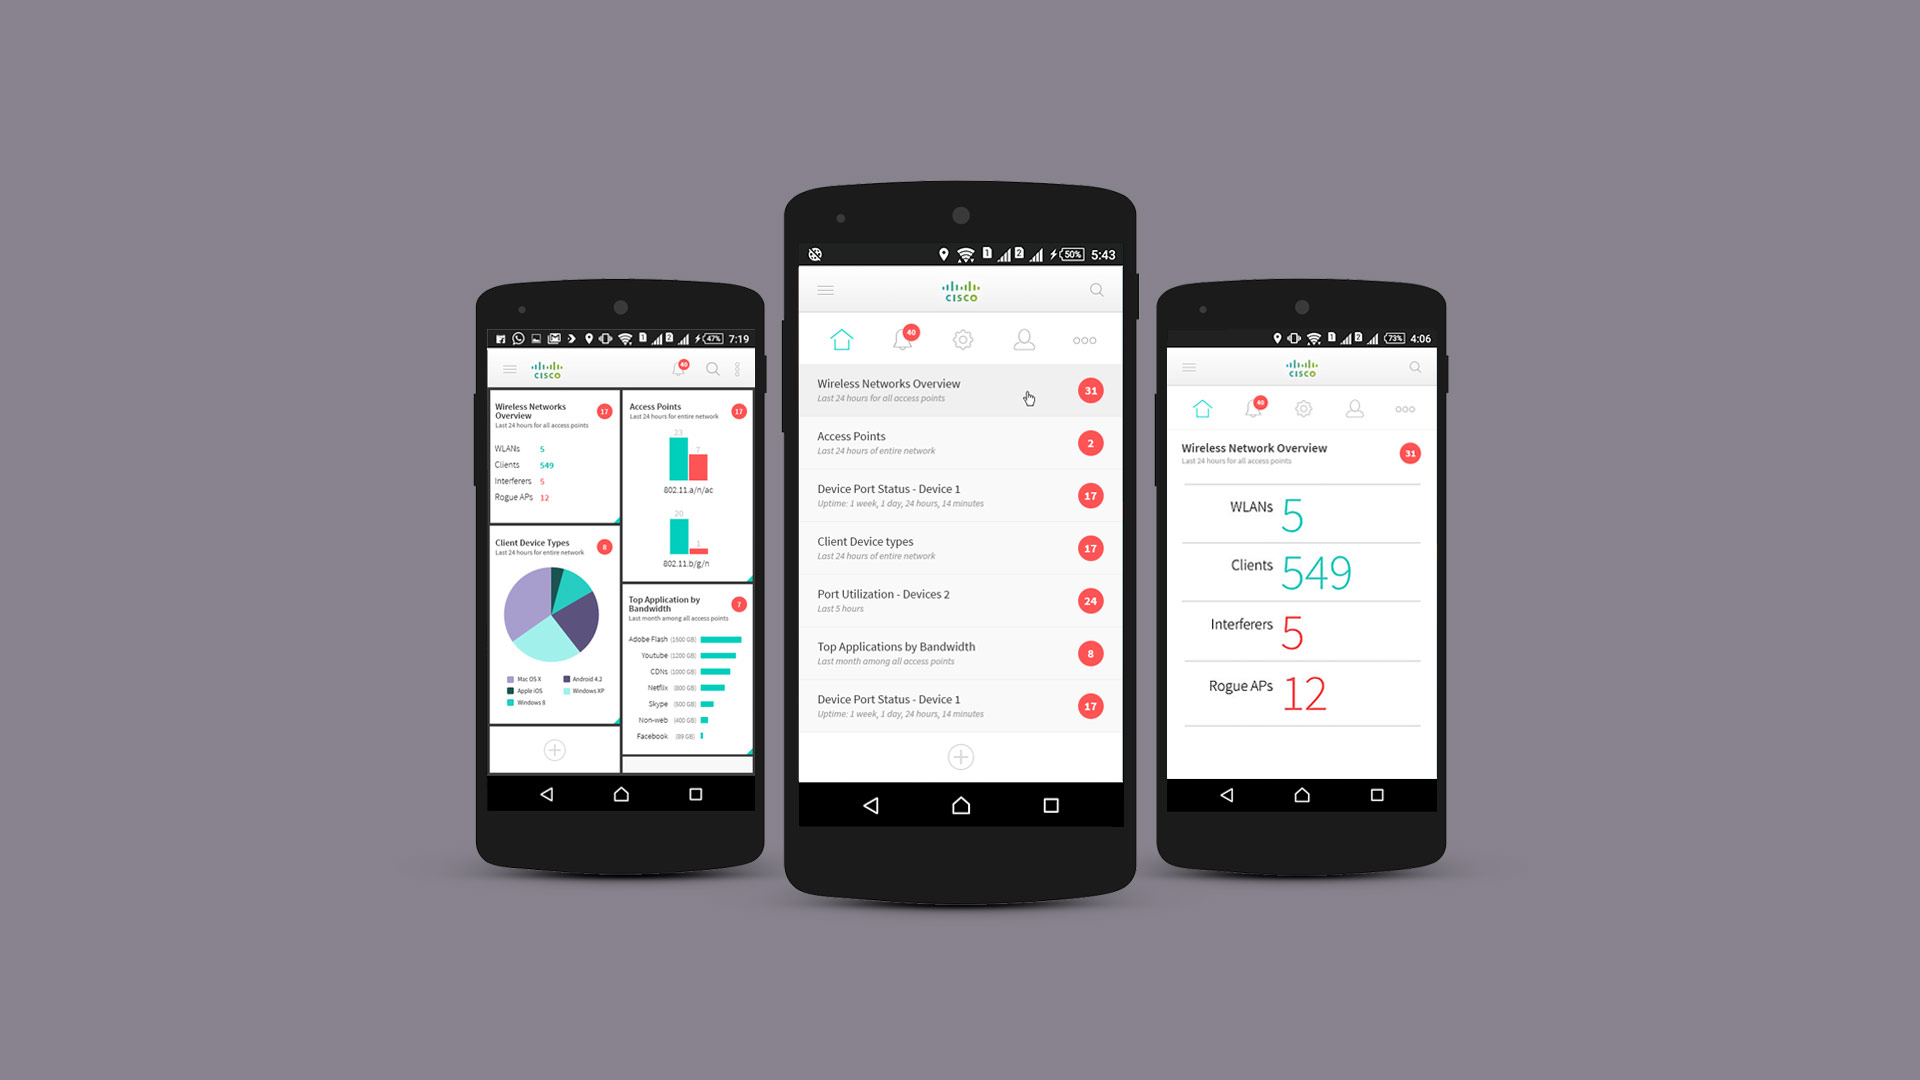 47% 7:19
CISCO
40
Wireless Networks
Overview
17
Last 24 hours for all access points
WLANs 5
Clients 549
Interferers 5
Rogue APs 12
Client Device Types
8
Last 24 hours for entire network
Mac OS X
Android 4.2
Apple iOS
Windows XP
Windows 8
Access Points
17
Last 24 hours for entire network
23
7
802.11.a/n/ac
20
1
802.11.b/g/n
Top Application by
Bandwidth
7
Last month among all access points
Adobe Flash (1500 GB)
Youtube (1200 GB)
CDNs (1000 GB)
Netflix (800 GB)
Skype (500 GB)
Non-web (400 GB)
Facebook (89 GB)
1 2 50% 5:43
CISCO
40
Wireless Networks Overview
Last 24 hours for all access points
31
Access Points
Last 24 hours of entire network
2
Device Port Status - Device 1
Uptime: 1 week, 1 day, 24 hours, 14 minutes
17
Client Device types
Last 24 hours of entire network
17
Port Utilization - Devices 2
Last 5 hours
24
Top Applications by Bandwidth
Last month among all access points
8
Device Port Status - Device 1
Uptime: 1 week, 1 day, 24 hours, 14 minutes
17
1 2 73% 4:06
CISCO
40
Wireless Network Overview
Last 24 hours for all access points
31
WLANs 5
Clients 549
Interferers 5
Rogue APs 12